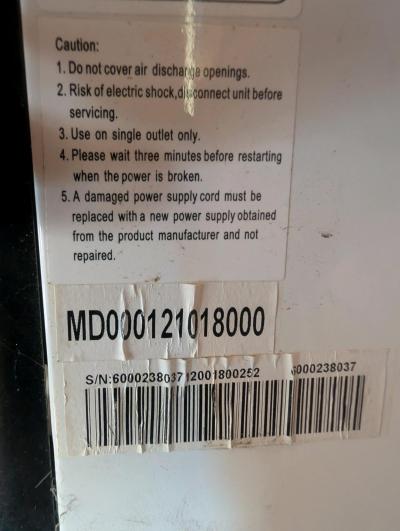 Caution:
1. Do not cover air discharge openings.
2. Risk of electric shock,disconnect unit before
servicing.
3. Use on single outlet only.
4. Please wait three minutes before restarting
when the power is broken.
5. A damaged power supply cord must be
replaced with a new power supply obtained
from the product manufacturer and not
repaired.
MD000121018000
S/N:600023803712001800252 6000238037